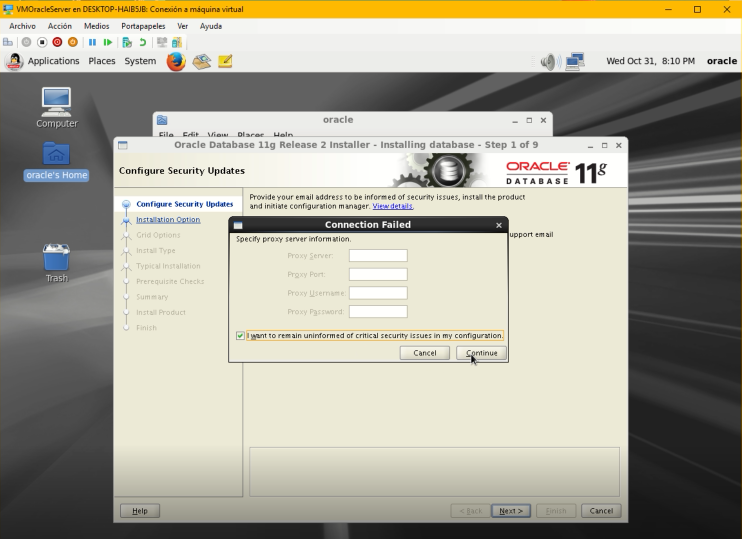 VMOracleServer en DESKTOP-HAIB5JB: Conexión a máquina virtual
Archivo Acción Medios Portapapeles Ver Ayuda
Applications Places System Wed Oct 31, 8:10 PM oracle
Computer
oracle's Home
Trash
oracle
File Edit View Places Help
Oracle Database 11g Release 2 Installer - Installing database - Step 1 of 9
Configure Security Updates
ORACLE DATABASE 11g
Configure Security Updates
Installation Option
Grid Options
Install Type
Typical Installation
Prerequisite Checks
Summary
Install Product
Finish
Provide your email address to be informed of security issues, install the product
and initiate configuration manager. View details.
upport email
Connection Failed
Specify proxy server information.
Proxy Server:
Proxy Port:
Proxy Username:
Proxy Password:
I want to remain uninformed of critical security issues in my configuration.
Cancel Continue
Help < Back Next > Finish Cancel